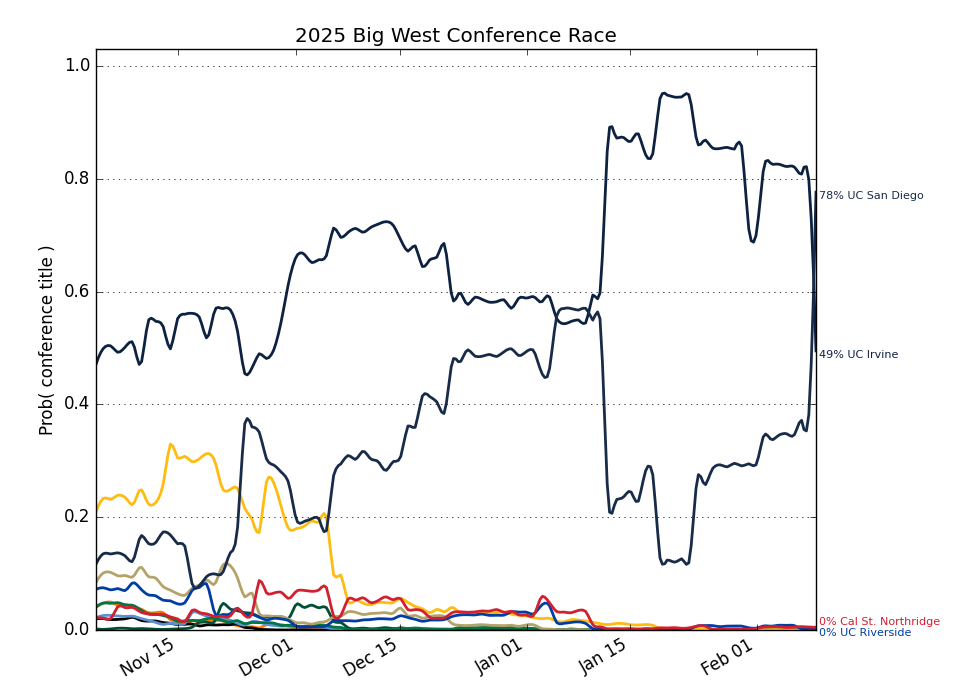 2025 Big West Conference Race
Prob( conference title )
1.0
0.8
0.6
0.4
0.2
0.0
Nov 15
Dec 01
Dec 15
Jan 01
Jan 15
Feb 01
78% UC San Diego
49% UC Irvine
0% Cal St. Northridge
0% UC Riverside